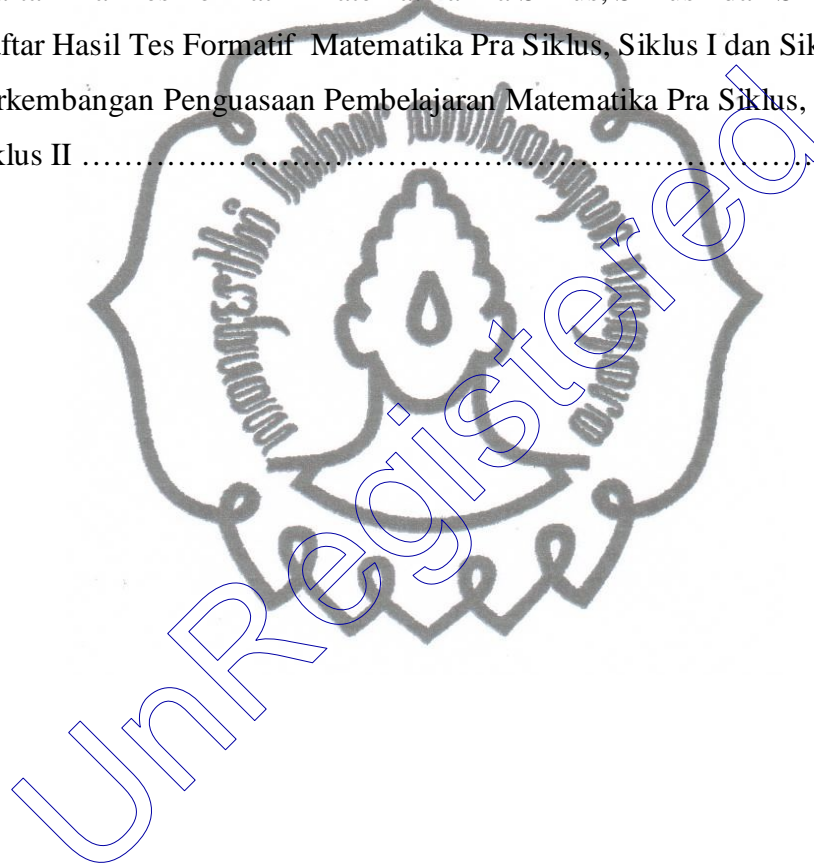 ftar Hasil Tes Formatif Matematika Pra Siklus, Siklus I dan Sik
rkembangan Penguasaan Pembelajaran Matematika Pra Siklus,
klus II ……………………………………………………………
UnRegistered